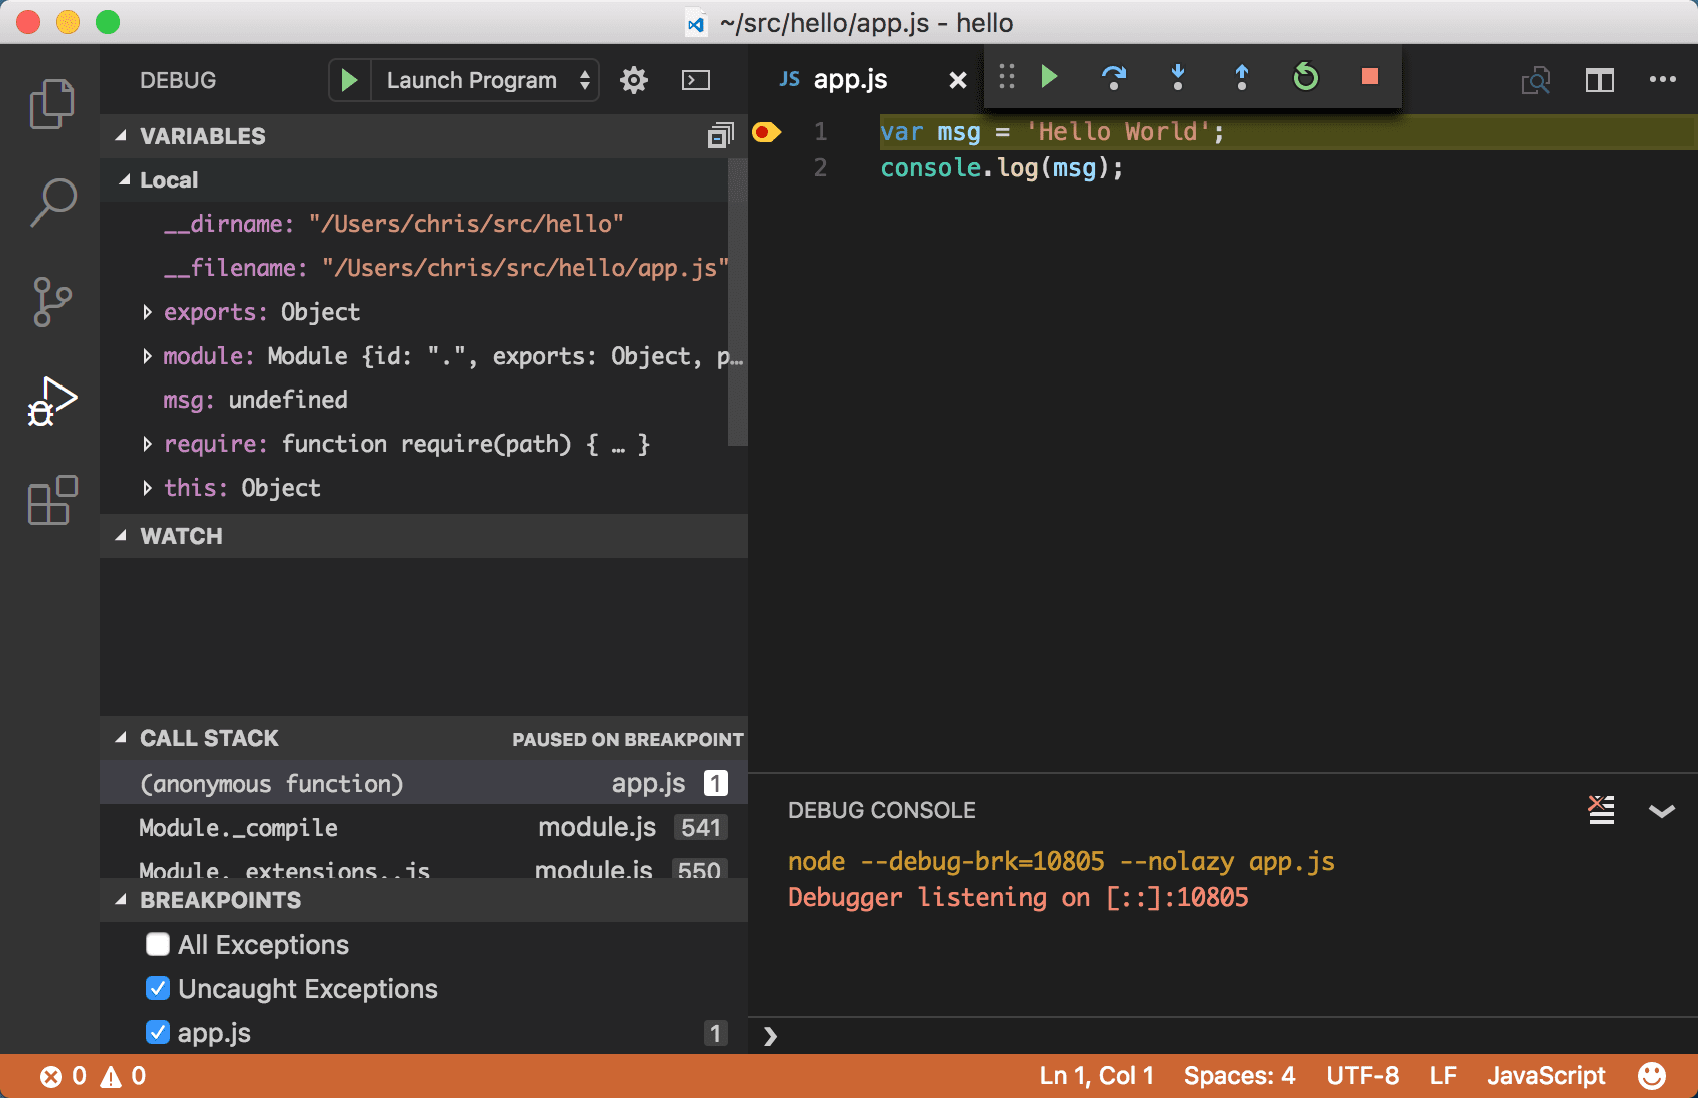 ~/src/hello/app.js - hello
DEBUG
Launch Program
VARIABLES
Local
__dirname: "/Users/chris/src/hello"
__filename: "/Users/chris/src/hello/app.js"
exports: Object
module: Module {id: ".", exports: Object, p…
msg: undefined
require: function require(path) { … }
this: Object
WATCH
CALL STACK PAUSED ON BREAKPOINT
(anonymous function) app.js 1
Module._compile module.js 541
Module._extensions..js module.js 550
BREAKPOINTS
All Exceptions
Uncaught Exceptions
app.js 1
JS app.js
1 var msg = 'Hello World';
2 console.log(msg);
DEBUG CONSOLE
node --debug-brk=10805 --nolazy app.js
Debugger listening on [::]:10805
0 0 Ln 1, Col 1 Spaces: 4 UTF-8 LF JavaScript